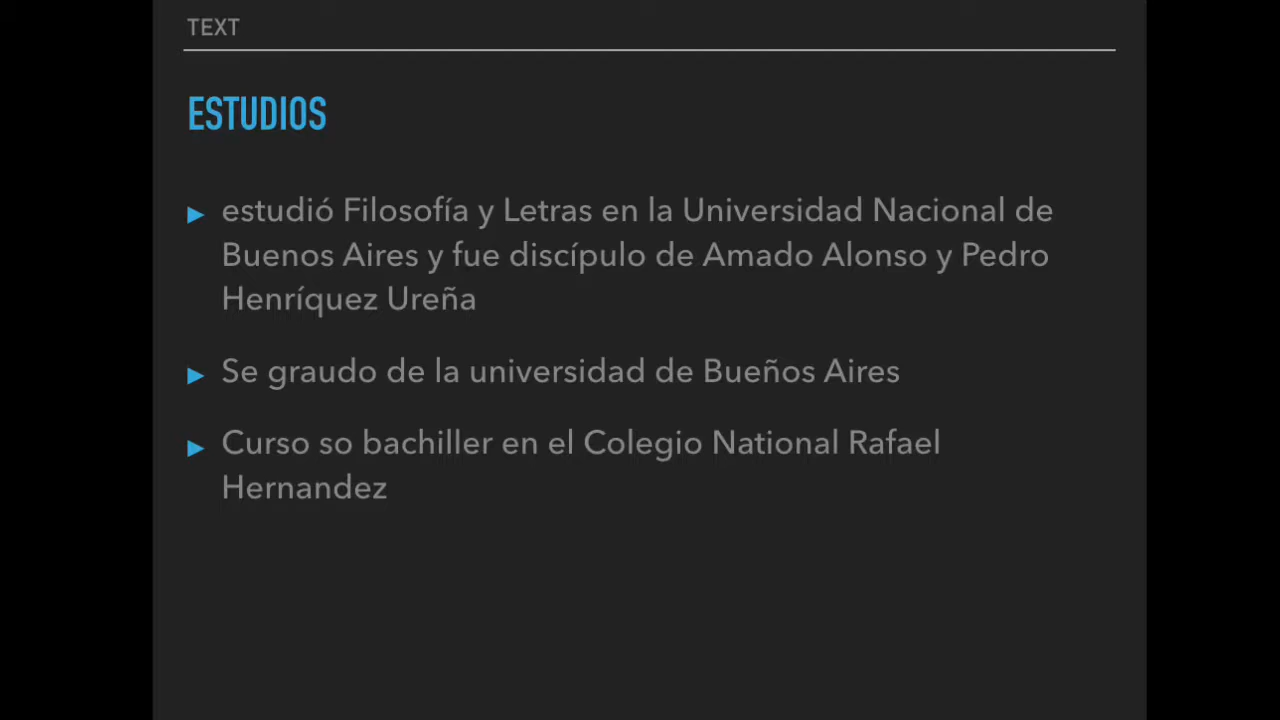 TEXT
ESTUDIOS
▶ estudió Filosofía y Letras en la Universidad Nacional de
Buenos Aires y fue discípulo de Amado Alonso y Pedro
Henríquez Ureña
▶ Se graudo de la universidad de Bueños Aires
▶ Curso so bachiller en el Colegio National Rafael
Hernandez